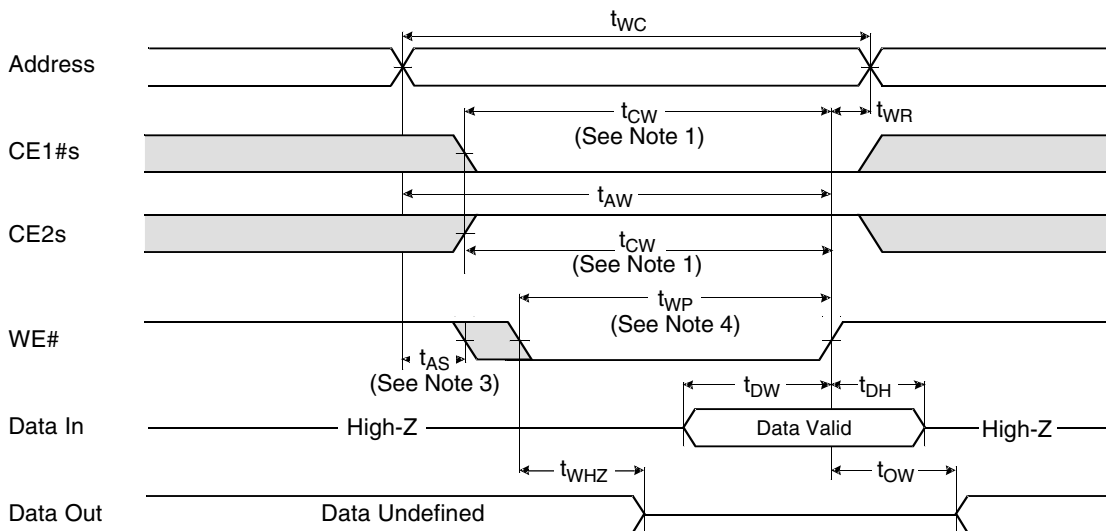 tWC
Address
tCW
(See Note 1)
tWR
CE1#s
tAW
CE2s
tCW
(See Note 1)
tWP
(See Note 4)
WE#
tAS
(See Note 3)
tDW
tDH
Data In
High-Z
Data Valid
High-Z
tWHZ
tOW
Data Out
Data Undefined